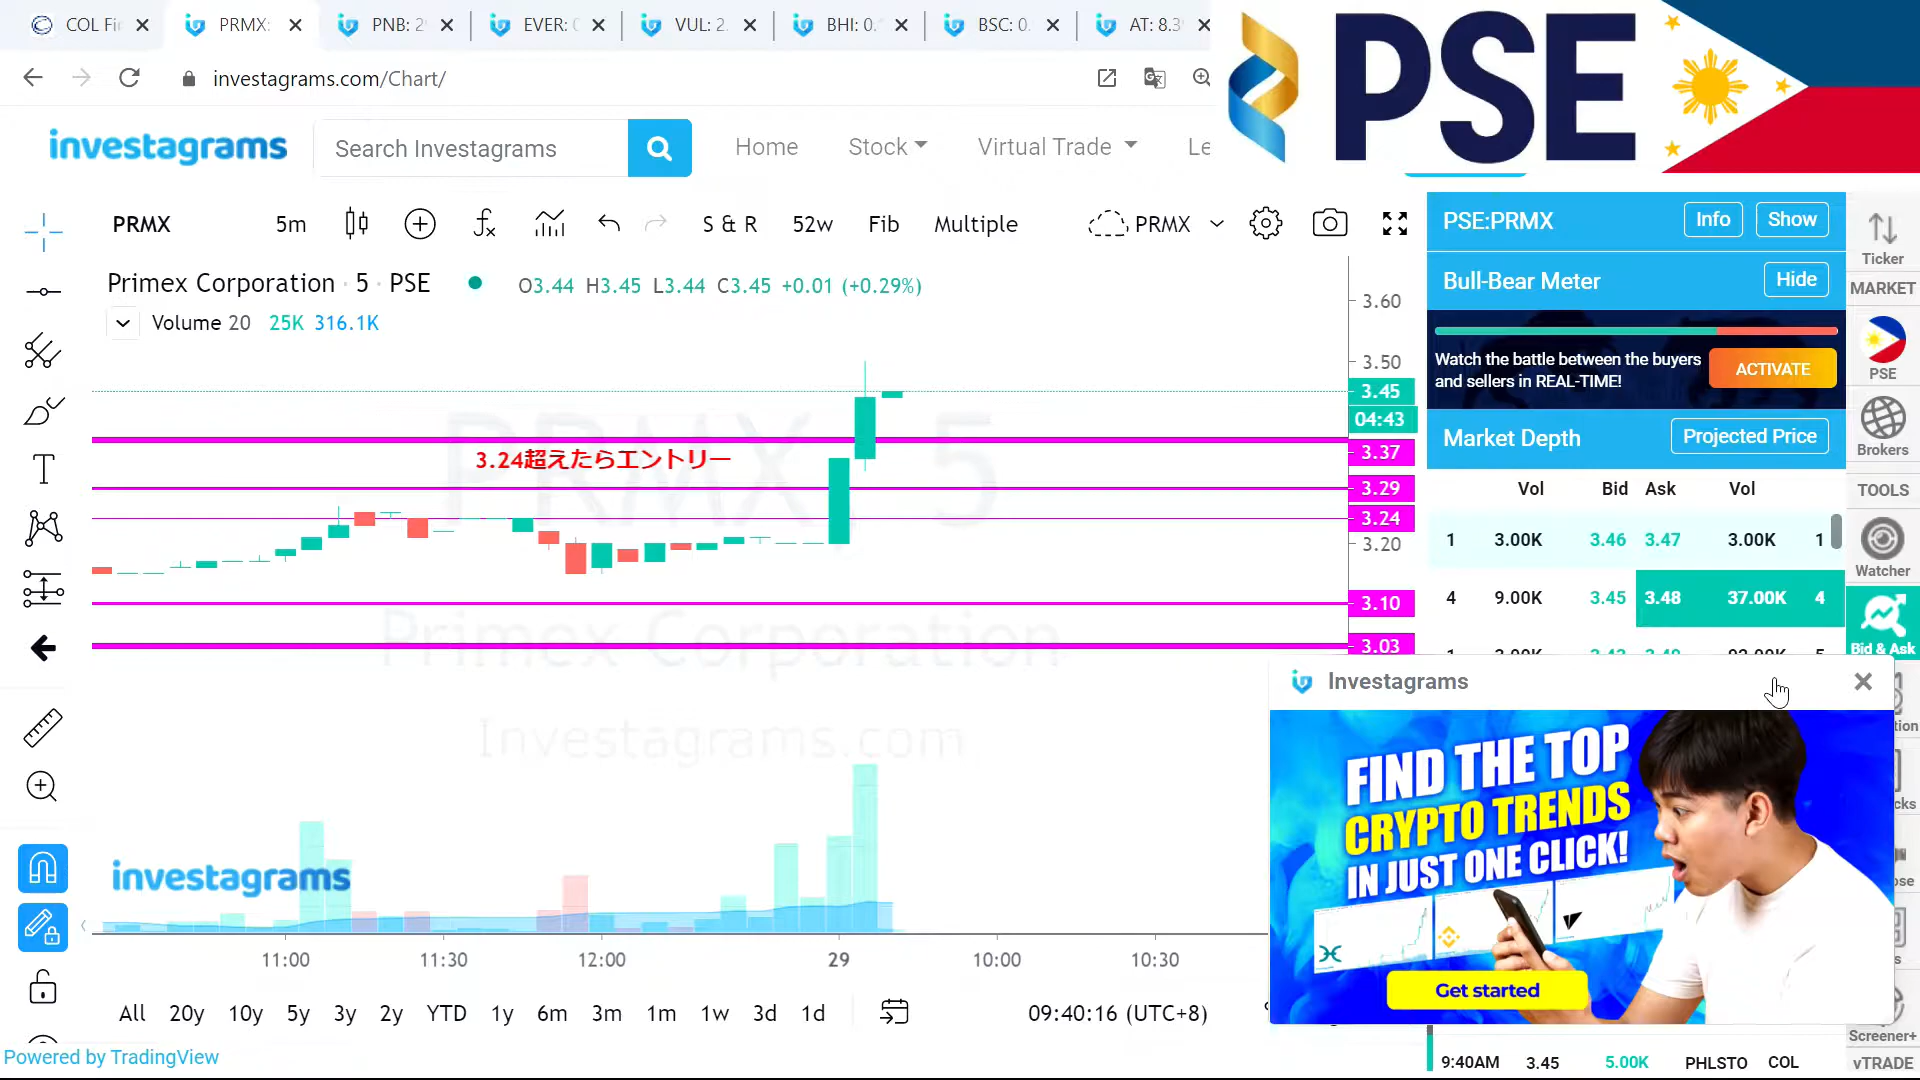 COL Fi
PRMX:
PNB: 2
EVER: 0
VUL: 2.
BHI: 0.
BSC: 0.
AT: 8.3
PSE
investagrams.com/Chart/
investagrams
Search Investagrams
Home
Stock
Virtual Trade
Le
PRMX
5m
S & R
52w
Fib
Multiple
PRMX
PSE:PRMX
Info
Show
Ticker
Primex Corporation · 5 · PSE
O3.44 H3.45 L3.44 C3.45 +0.01 (+0.29%)
Volume 20 25K 316.1K
Bull-Bear Meter
Hide
MARKET
Watch the battle between the buyers
and sellers in REAL-TIME!
ACTIVATE
PSE
3.60
3.50
3.45
04:43
3.37
3.29
3.24
3.20
3.10
3.03
3.24超えたらエントリー
PRMX 5
Primex Corporation
Investagrams.com
Market Depth
Projected Price
Brokers
Vol Bid Ask Vol
TOOLS
1 3.00K 3.46 3.47 3.00K 1
Watcher
4 9.00K 3.45 3.48 37.00K 4
Bid & Ask
Investagrams
FIND THE TOP
CRYPTO TRENDS
IN JUST ONE CLICK!
Get started
investagrams
11:00
11:30
12:00
29
10:00
10:30
All 20y 10y 5y 3y 2y YTD 1y 6m 3m 1m 1w 3d 1d
09:40:16 (UTC+8)
Screener+
Powered by TradingView
9:40AM 3.45 5.00K PHLSTO COL
vTRADE